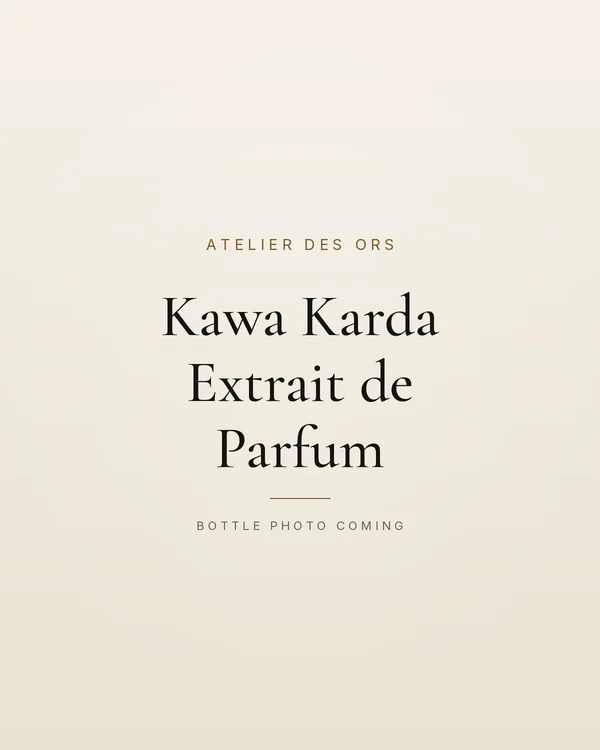 ATELIER DES ORS
Kawa Karda
Extrait de
Parfum
BOTTLE PHOTO COMING